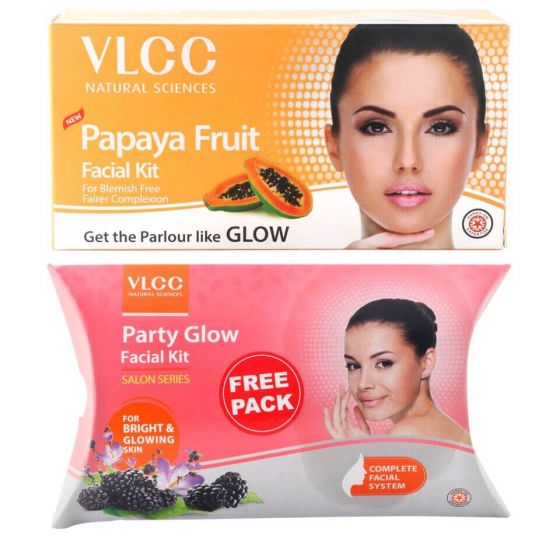 VLCC
NATURAL SCIENCES
NEW
Papaya Fruit
Facial Kit
For Blemish Free
Fairer Complexion
Get the Parlour like GLOW
VLCC
NATURAL SCIENCES
Party Glow
Facial Kit
SALON SERIES
FREE
PACK
FOR
BRIGHT &
GLOWING
SKIN
COMPLETE
FACIAL
SYSTEM